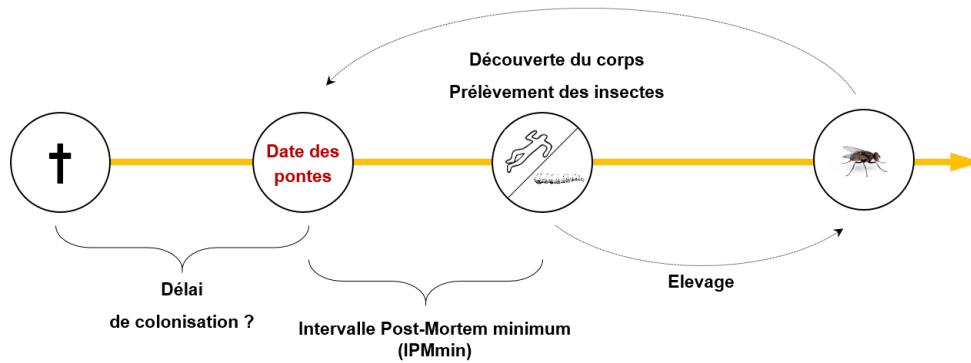 Découverte du corps
Prélèvement des insectes
Date des
pontes
Délai
de colonisation ?
Intervalle Post-Mortem minimum
(IPMmin)
Elevage